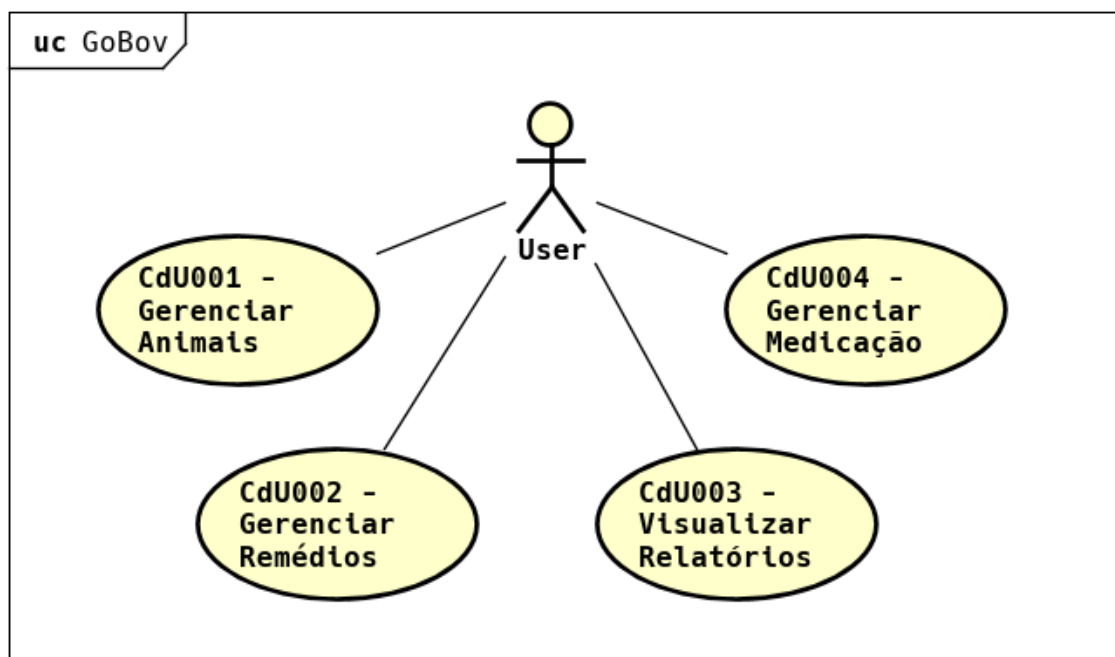 uc GoBov
User
CdU001 -
Gerenciar
Animais
CdU004 -
Gerenciar
Medicação
CdU002 -
Gerenciar
Remédios
CdU003 -
Visualizar
Relatórios